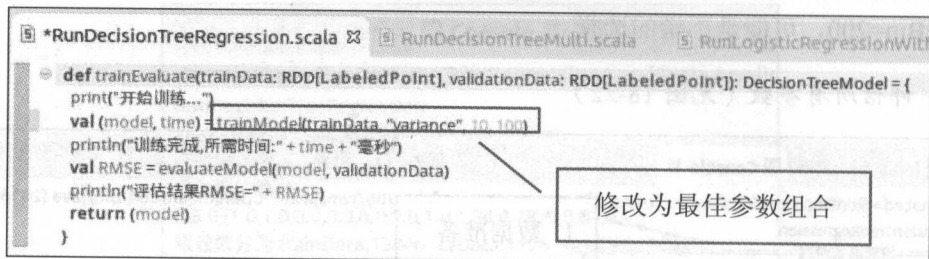 *RunDecisionTreeRegression.scala RunDecisionTreeMulti.scala RunLogisticRegressionWith
def trainEvaluate(trainData: RDD[LabeledPoint], validationData: RDD[LabeledPoint]): DecisionTreeModel = {
print("开始训练...")
val (model, time) = trainModel(trainData, "variance", 10, 100)
println("训练完成,所需时间:" + time + "毫秒")
val RMSE = evaluateModel(model, validationData)
println("评估结果RMSE=" + RMSE)
return (model)
}
修改为最佳参数组合